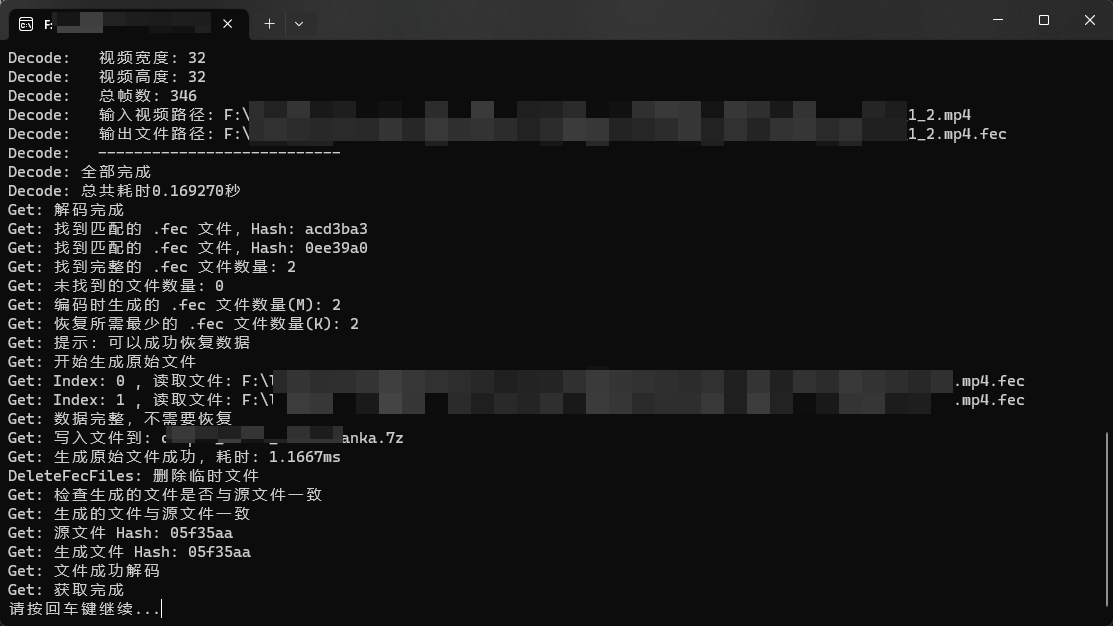 F:
Decode:   视频宽度: 32
Decode:   视频高度: 32
Decode:   总帧数: 346
Decode:   输入视频路径: F:\ 1_2.mp4
Decode:   输出文件路径: F:\ 1_2.mp4.fec
Decode:   ---------------------------
Decode: 全部完成
Decode: 总共耗时0.169270秒
Get: 解码完成
Get: 找到匹配的 .fec 文件, Hash: acd3ba3
Get: 找到匹配的 .fec 文件, Hash: 0ee39a0
Get: 找到完整的 .fec 文件数量: 2
Get: 未找到的文件数量: 0
Get: 编码时生成的 .fec 文件数量(M): 2
Get: 恢复所需最少的 .fec 文件数量(K): 2
Get: 提示: 可以成功恢复数据
Get: 开始生成原始文件
Get: Index: 0 , 读取文件: F:\ .mp4.fec
Get: Index: 1 , 读取文件: F:\ .mp4.fec
Get: 数据完整, 不需要恢复
Get: 写入文件到: anka.7z
Get: 生成原始文件成功, 耗时: 1.1667ms
DeleteFecFiles: 删除临时文件
Get: 检查生成的文件是否与源文件一致
Get: 生成的文件与源文件一致
Get: 源文件 Hash: 05f35aa
Get: 生成文件 Hash: 05f35aa
Get: 文件成功解码
Get: 获取完成
请按回车键继续...